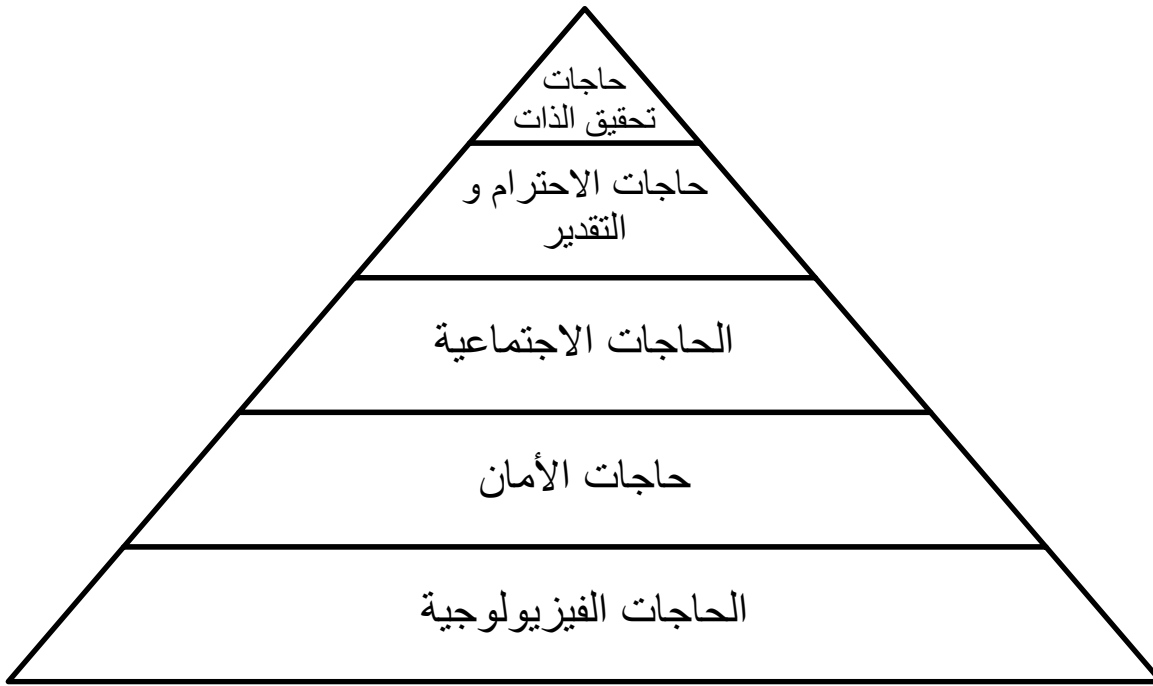 حاجات
تحقيق الذات
حاجات الاحترام و
التقدير
الحاجات الاجتماعية
حاجات الأمان
الحاجات الفيزيولوجية